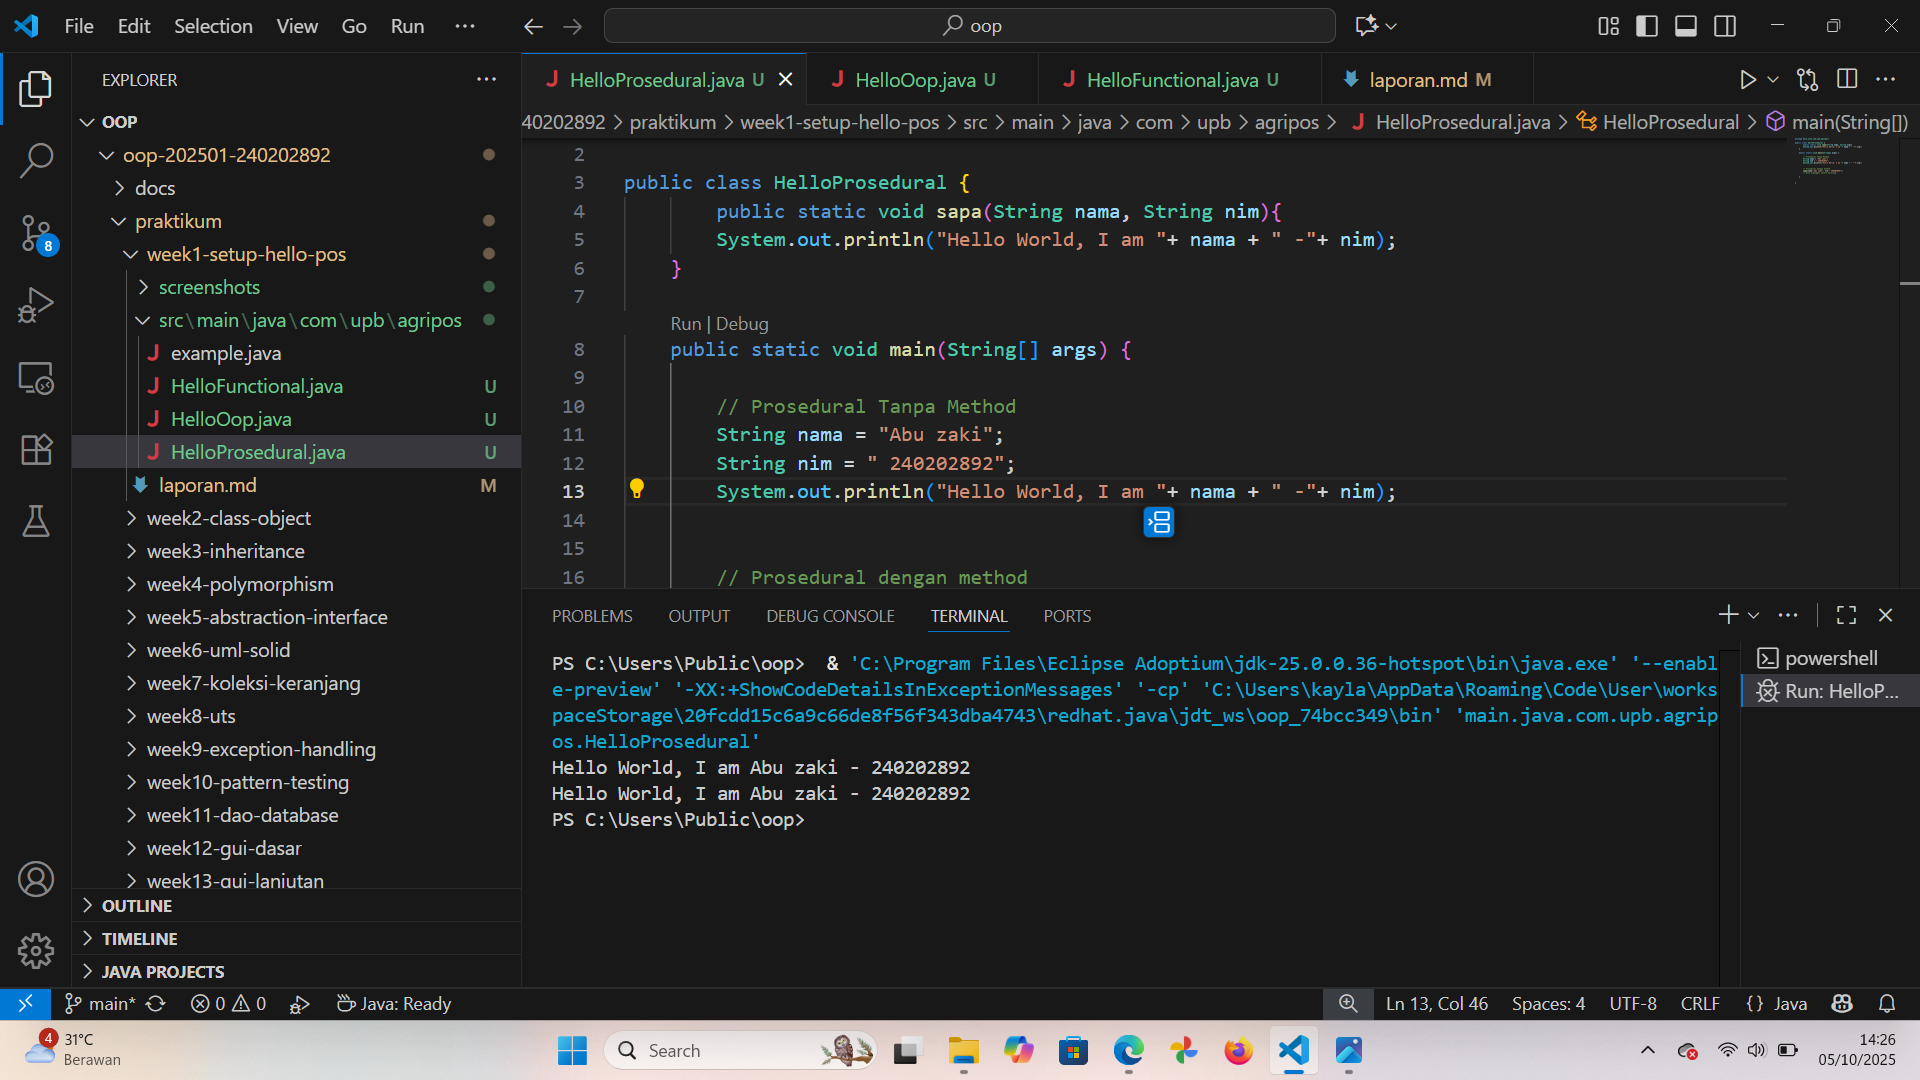 File Edit Selection View Go Run ··· oop
EXPLORER ···
OOP
oop-202501-240202892
docs
praktikum
week1-setup-hello-pos
screenshots
src\main\java\com\upb\agripos
example.java
HelloFunctional.java U
HelloOop.java U
HelloProsedural.java U
laporan.md M
week2-class-object
week3-inheritance
week4-polymorphism
week5-abstraction-interface
week6-uml-solid
week7-koleksi-keranjang
week8-uts
week9-exception-handling
week10-pattern-testing
week11-dao-database
week12-gui-dasar
week13-gui-lanjutan
OUTLINE
TIMELINE
JAVA PROJECTS
8
HelloProsedural.java U HelloOop.java U HelloFunctional.java U laporan.md M
40202892 > praktikum > week1-setup-hello-pos > src > main > java > com > upb > agripos > HelloProsedural.java > HelloProsedural > main(String[])
2
3 public class HelloProsedural {
4 public static void sapa(String nama, String nim){
5 System.out.println("Hello World, I am "+ nama + " -"+ nim);
6 }
7
Run | Debug
8 public static void main(String[] args) {
9
10 // Prosedural Tanpa Method
11 String nama = "Abu zaki";
12 String nim = " 240202892";
13 System.out.println("Hello World, I am "+ nama + " -"+ nim);
14
15
16 // Prosedural dengan method
PROBLEMS OUTPUT DEBUG CONSOLE TERMINAL PORTS
PS C:\Users\Public\oop>  & 'C:\Program Files\Eclipse Adoptium\jdk-25.0.0.36-hotspot\bin\java.exe' '--enabl
e-preview' '-XX:+ShowCodeDetailsInExceptionMessages' '-cp' 'C:\Users\kayla\AppData\Roaming\Code\User\works
paceStorage\20fcdd15c6a9c66de8f56f343dba4743\redhat.java\jdt_ws\oop_74bcc349\bin' 'main.java.com.upb.agrip
os.HelloProsedural'
Hello World, I am Abu zaki - 240202892
Hello World, I am Abu zaki - 240202892
PS C:\Users\Public\oop>
powershell
Run: HelloP...
main* 0 0 Java: Ready Ln 13, Col 46 Spaces: 4 UTF-8 CRLF {} Java
4
31°C
Berawan
Search
14:26
05/10/2025